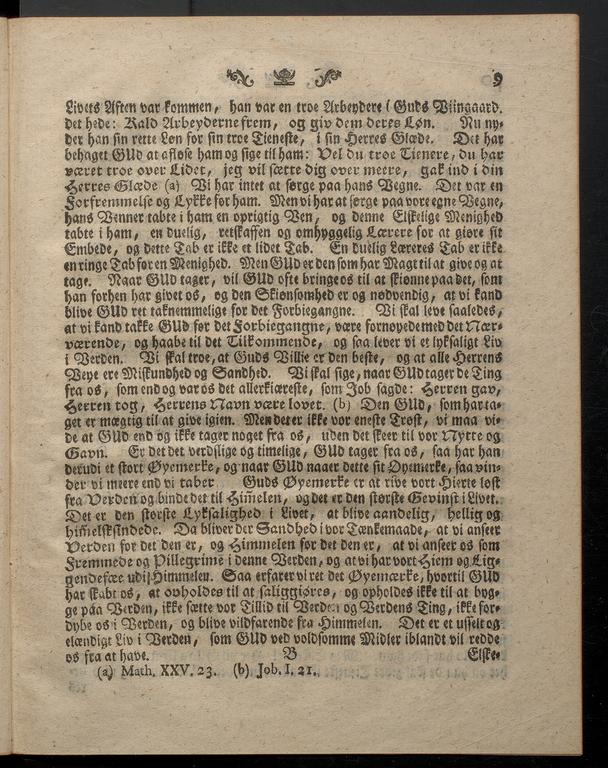 9
Livets Aften var kommen, han var en troe Arbeydere i Guds Viingaard.
det hede: Kald Arbeyderne frem, og giv dem deres Løn. Nu ny-
der han sin rette Løn for sin troe Tieneste, i sin Herres Glæde. Det har
behaget GUd at afløse ham og sige til ham: Vel du troe Tienere, du har
været troe over Lidet, jeg vil sætte dig over meere, gak ind i din
Herres Glæde (a) Vi har intet at sørge paa hans Vegne. Det var en
Forfremmelse og Lykke for ham. Men vi har at sørge paa vore egne Vegne,
hans Venner tabte i ham en oprigtig Ven, og denne Elskelige Menighed
tabte i ham, en duelig, retskaffen og omhyggelig Lærere for at giøre sit
Embede, og dette Tab er ikke et lidet Tab. En duelig Læreres Tab er ikke
en ringe Tab for en Menighed. Men GUd er den som har Magt til at give og at
tage. Naar GUd tager, vil GUd ofte bringe os til at skionne paa det, som
han forhen har givet os, og den Skiønsomhed er og nødvendig, at vi kand
blive GUd ret taknemmelige for det Forbiegangne. Vi skal leve saaledes,
at vi kand takke GUd for det Forbiegangne, være fornøyede med det Nær-
værende, og haabe til det Tilkommende, og saa lever vi et lyksaligt Liv
i Verden. Vi skal troe, at Guds Villie er den beste, og at alle Herrens
Veye ere Miskundhed og Sandhed. Vi skal sige, naar GUd tager de Ting
fra os, som end og var os det allerkiæreste, som Job sagde: Herren gav,
Herren tog, Herrens Navn være lovet. (b) Den GUd, som har ta-
get er mægtig til at give igien. Men det er ikke vor eneste Trøst, vi maa vi-
de at GUd end og ikke tager noget fra os, uden det skeer til vor Nytte og
Gavn. Er det det verdslige og timelige, GUd tager fra os, saa har han
derudi et stort Øyemerke, og naar GUd naaer dette sit Oyemerke, saa vin-
der vi meere end vi taber Guds Øyemerke er at rive vort Hierte løst
fra Verden og binde det til Him̄elen, og det er den største Gevinst i Livet.
Det er den største Lyksalighed i Livet, at blive aandelig, hellig og
him̄elsksindede. Da bliver der Sandhed i vor Tænkemaade, at vi anseer
Verden for det den er, og Himmelen for det den er, at vi anseer os som
Fremmede og Pillegrime i denne Verden, og at vi har vort Hiem og Lig-
gendefæe udi Himmelen. Saa erfarer vi ret det Øyemærke, hvortil GUd
har skabt os, at opholdes til at saliggiøres, og opholdes ikke til at byg-
ge paa Verden, ikke sætte vor Tillid til Verden og Verdens Ting, ikke for-
dybe os i Verden, og blive vildfarende fra Himmelen. Det er et usselt og
elændigt Liv i Verden, som GUd ved voldsomme Midler iblandt vil redde
os fra at have. B Elske-
(a) Math. XXV. 23. (b) Job. I. 21.